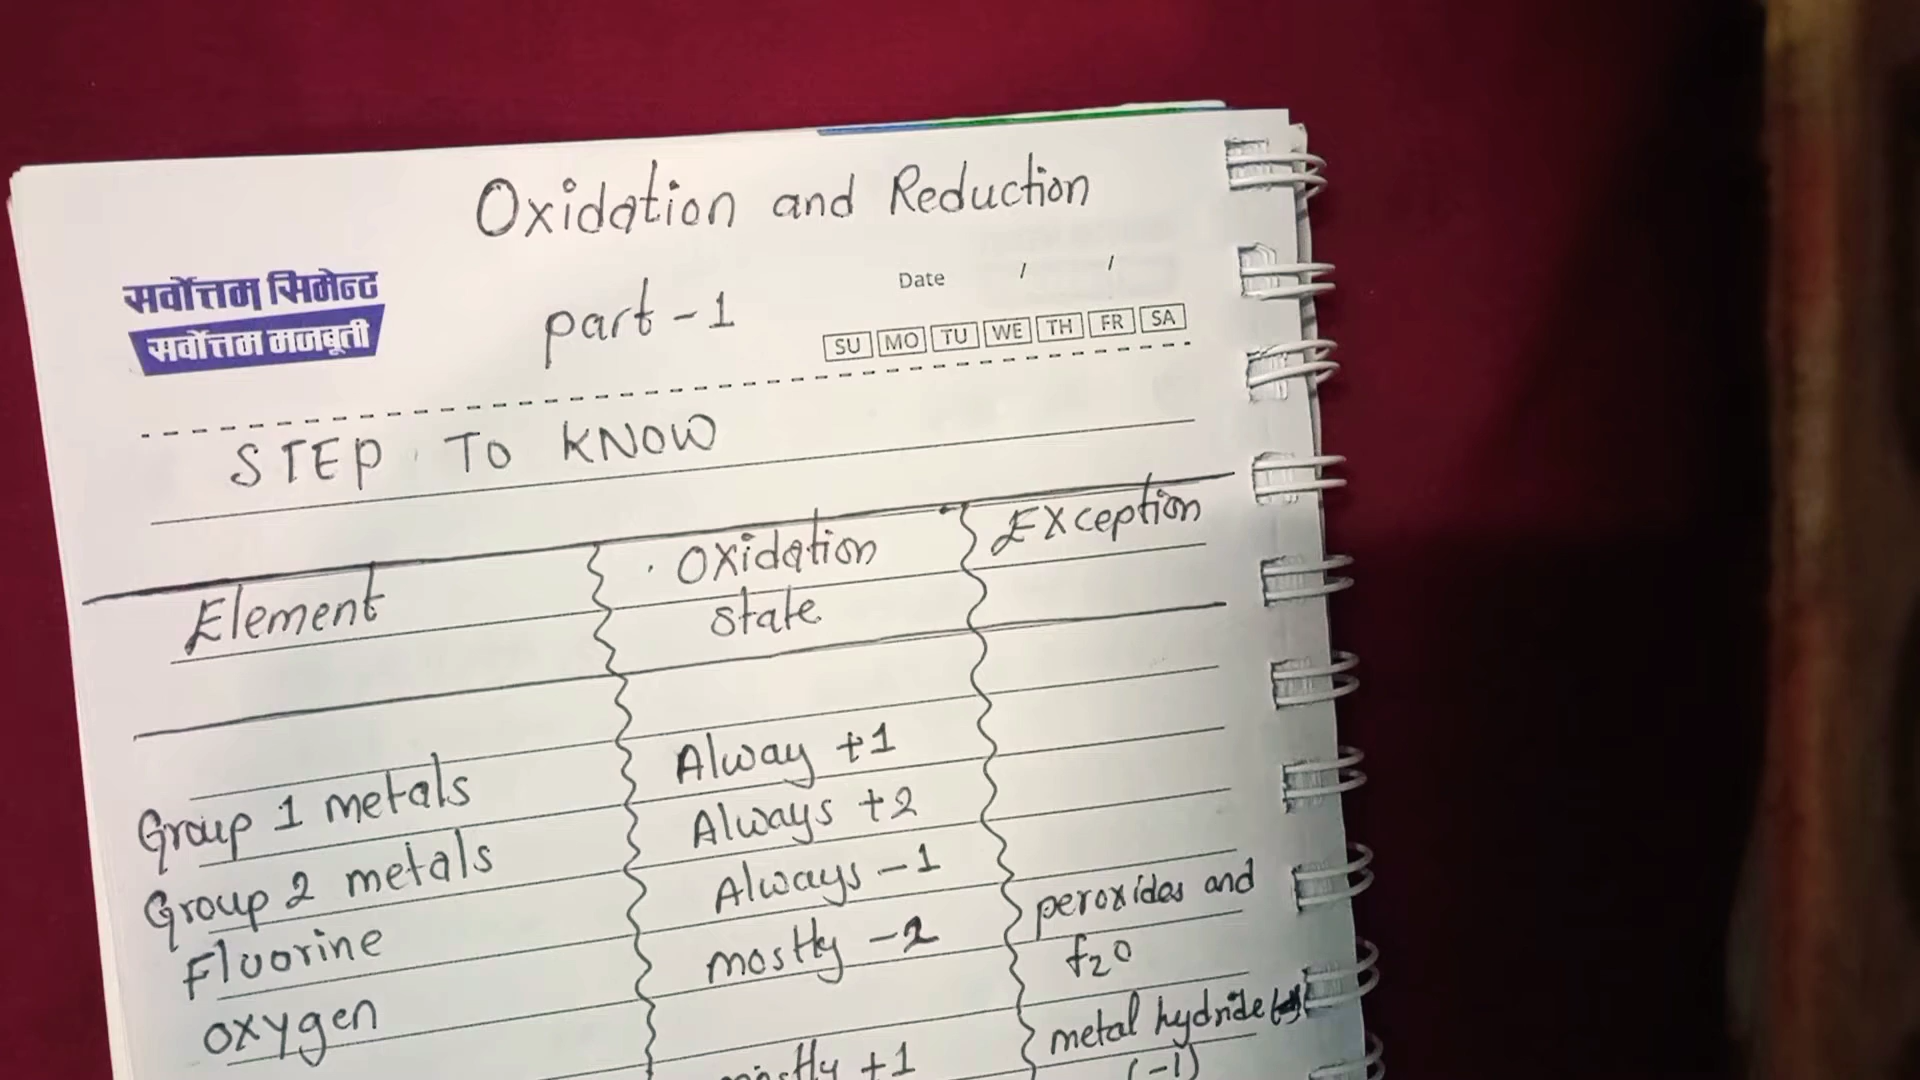 Oxidation and Reduction
सर्वोत्तम सिमेन्ट
सर्वोत्तम मजबूती
part-1
Date / /
SU MO TU WE TH FR SA
STEP TO KNOW
Element
Oxidation
state
Exception
Group 1 metals
Alway +1
Group 2 metals
Always +2
Fluorine
Always -1
oxygen
mostly -2
peroxides and
f2O
mostly +1
metal hydride
(-1)